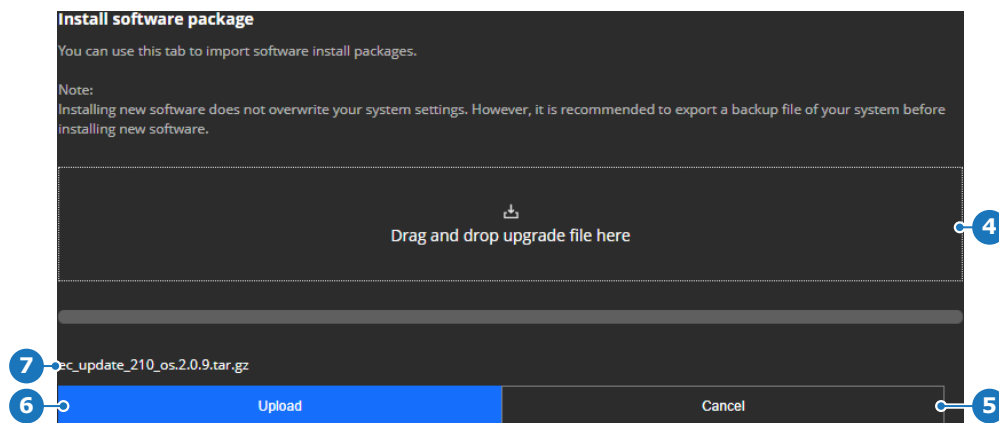 Install software package
You can use this tab to import software install packages.
Note:
Installing new software does not overwrite your system settings. However, it is recommended to export a backup file of your system before
installing new software.
Drag and drop upgrade file here
4
7
ec_update_210_os.2.0.9.tar.gz
6
Upload
Cancel
5